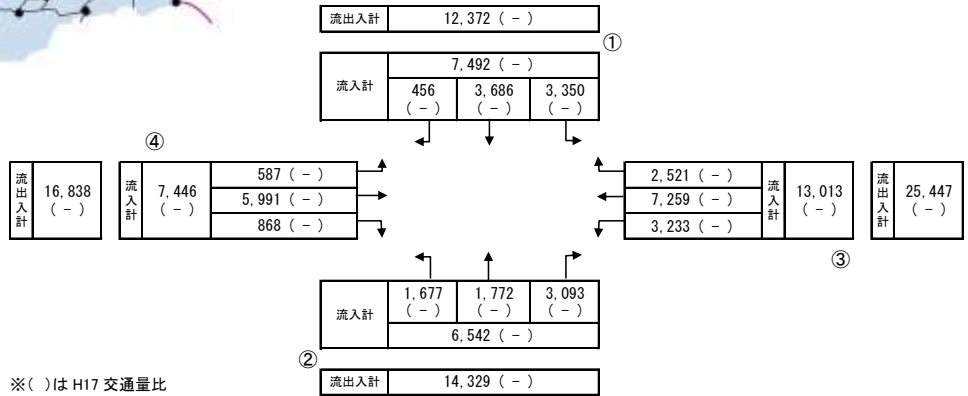 流出入計 12,372 ( - )
①
流入計 7,492 ( - )
456 ( - ) 3,686 ( - ) 3,350 ( - )
④
流出入計 16,838 ( - )
流入計 7,446 ( - )
587 ( - )
5,991 ( - )
868 ( - )
2,521 ( - )
7,259 ( - )
3,233 ( - )
流入計 13,013 ( - )
流出入計 25,447 ( - )
③
流入計 1,677 ( - ) 1,772 ( - ) 3,093 ( - )
6,542 ( - )
②
流出入計 14,329 ( - )
※( )は H17 交通量比